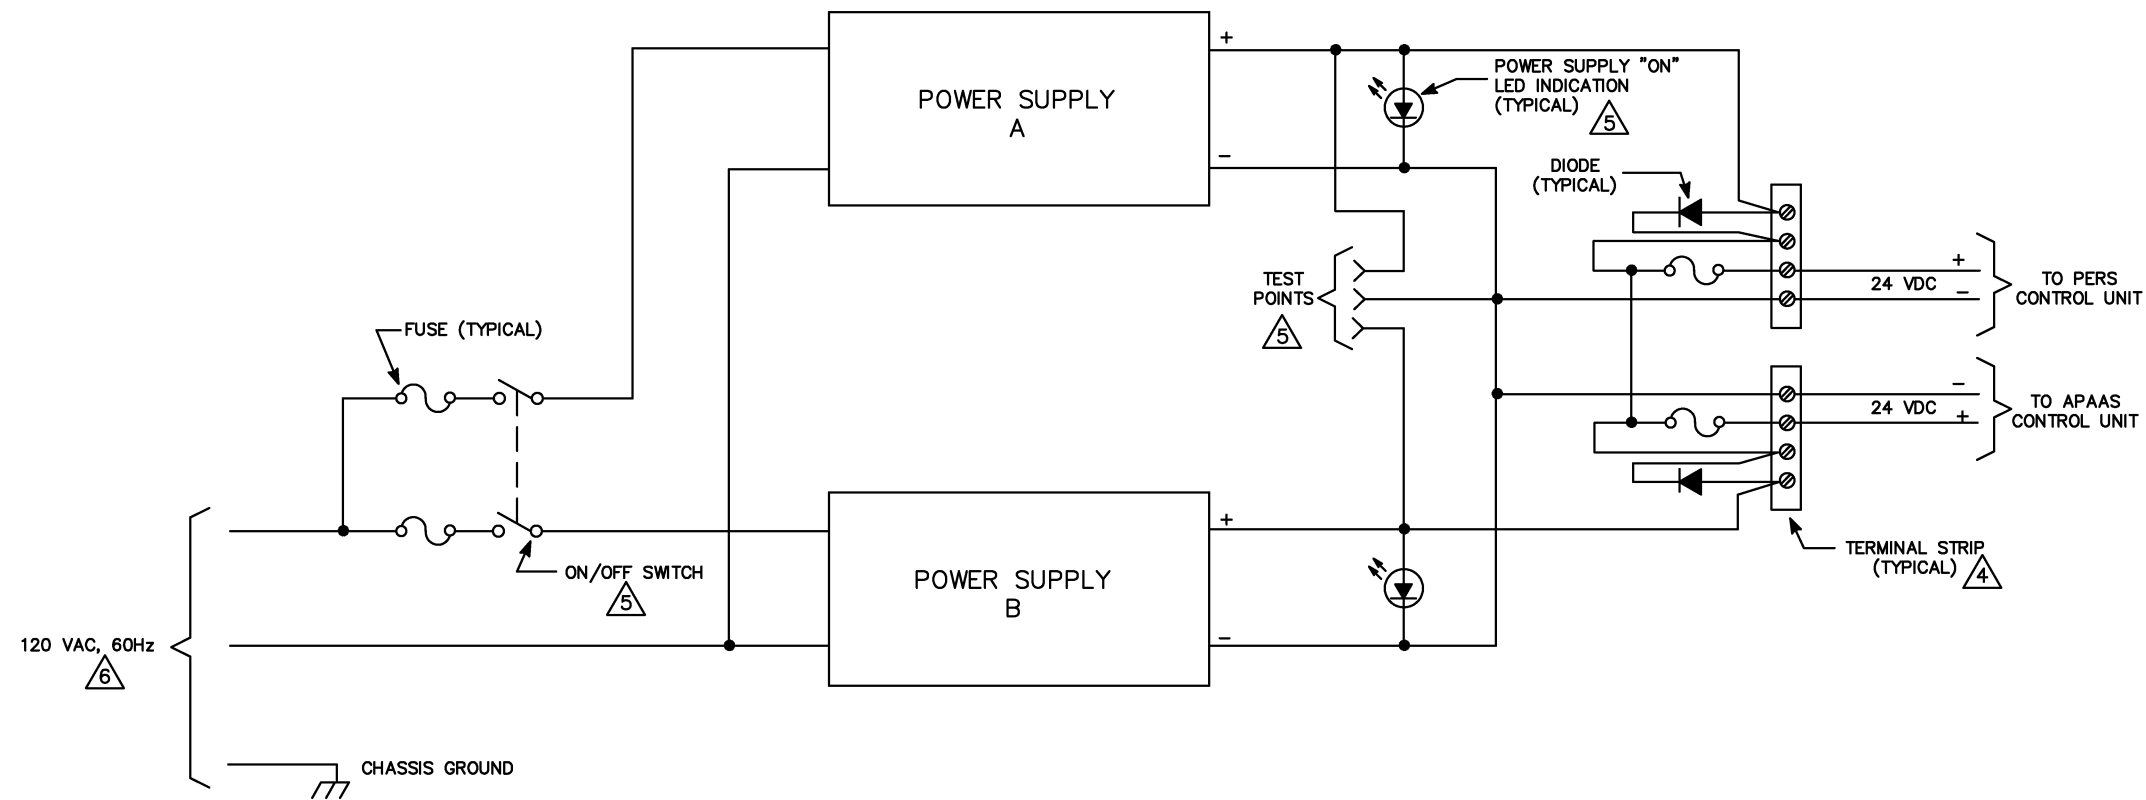 POWER SUPPLY
A
+
−
POWER SUPPLY "ON"
LED INDICATION
(TYPICAL)
5
DIODE
(TYPICAL)
TEST
POINTS
5
+
24 VDC
−
TO PERS
CONTROL UNIT
−
24 VDC
+
TO APAAS
CONTROL UNIT
FUSE (TYPICAL)
ON/OFF SWITCH
5
POWER SUPPLY
B
+
−
TERMINAL STRIP
(TYPICAL)
4
120 VAC, 60Hz
6
CHASSIS GROUND